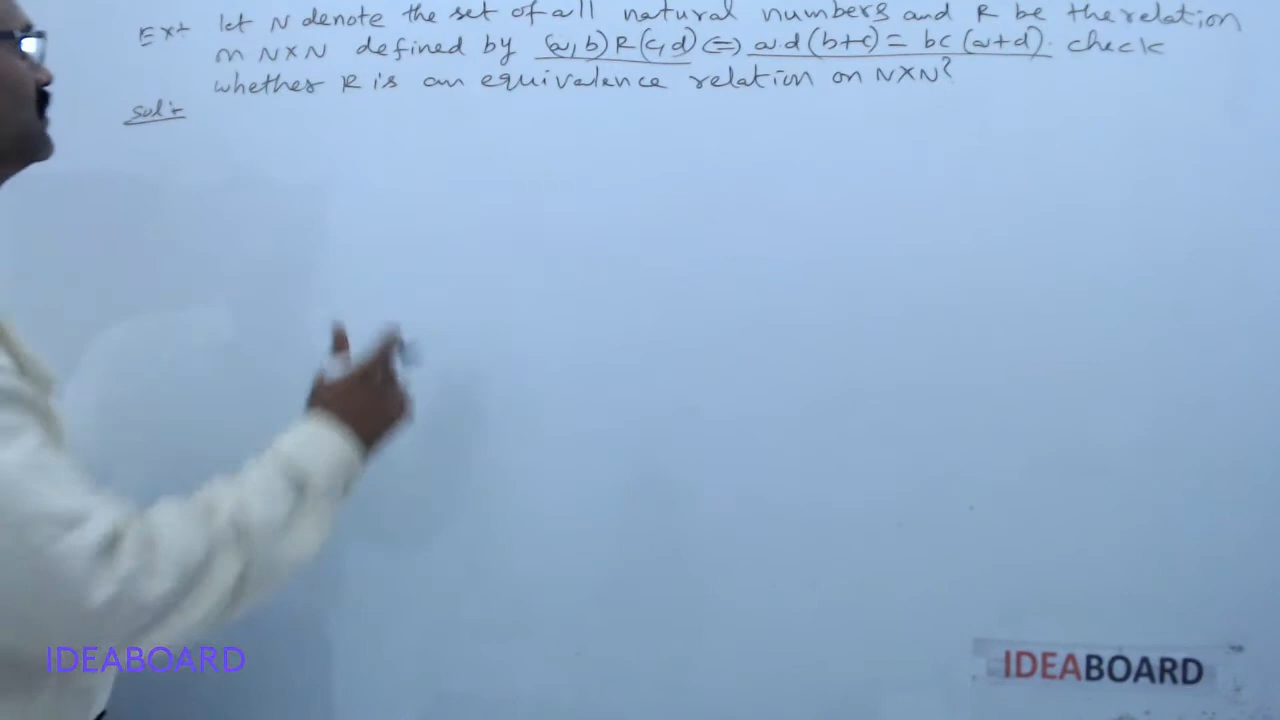 Ex:- let N denote the set of all natural numbers and R be the relation
on N×N defined by (a,b) R (c,d) ⇔ a.d (b+c) = bc (a+d). check
whether R is an equivalence relation on N×N?
Sol:-
IDEABOARD
IDEABOARD